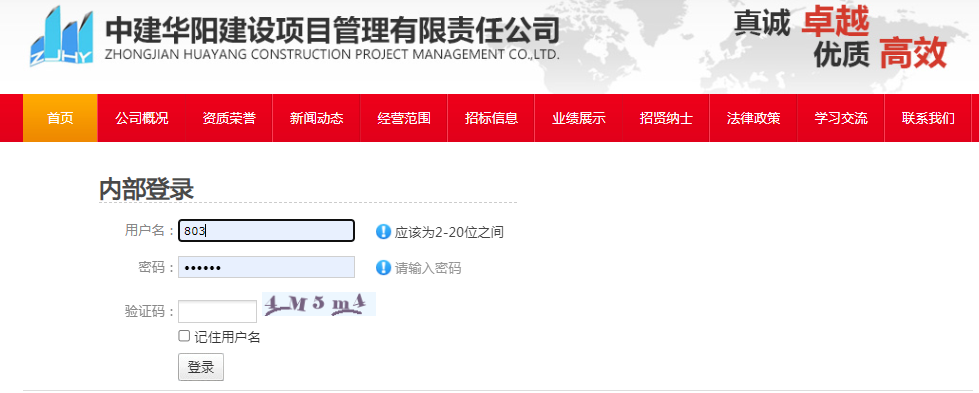 ZJHY
中建华阳建设项目管理有限责任公司
ZHONGJIAN HUAYANG CONSTRUCTION PROJECT MANAGEMENT CO.,LTD.
真诚 卓越
优质 高效
首页 公司概况 资质荣誉 新闻动态 经营范围 招标信息 业绩展示 招贤纳士 法律政策 学习交流 联系我们
内部登录
用户名： 803 应该为2-20位之间
密码： •••••• 请输入密码
验证码： 4M5m4
记住用户名
登录